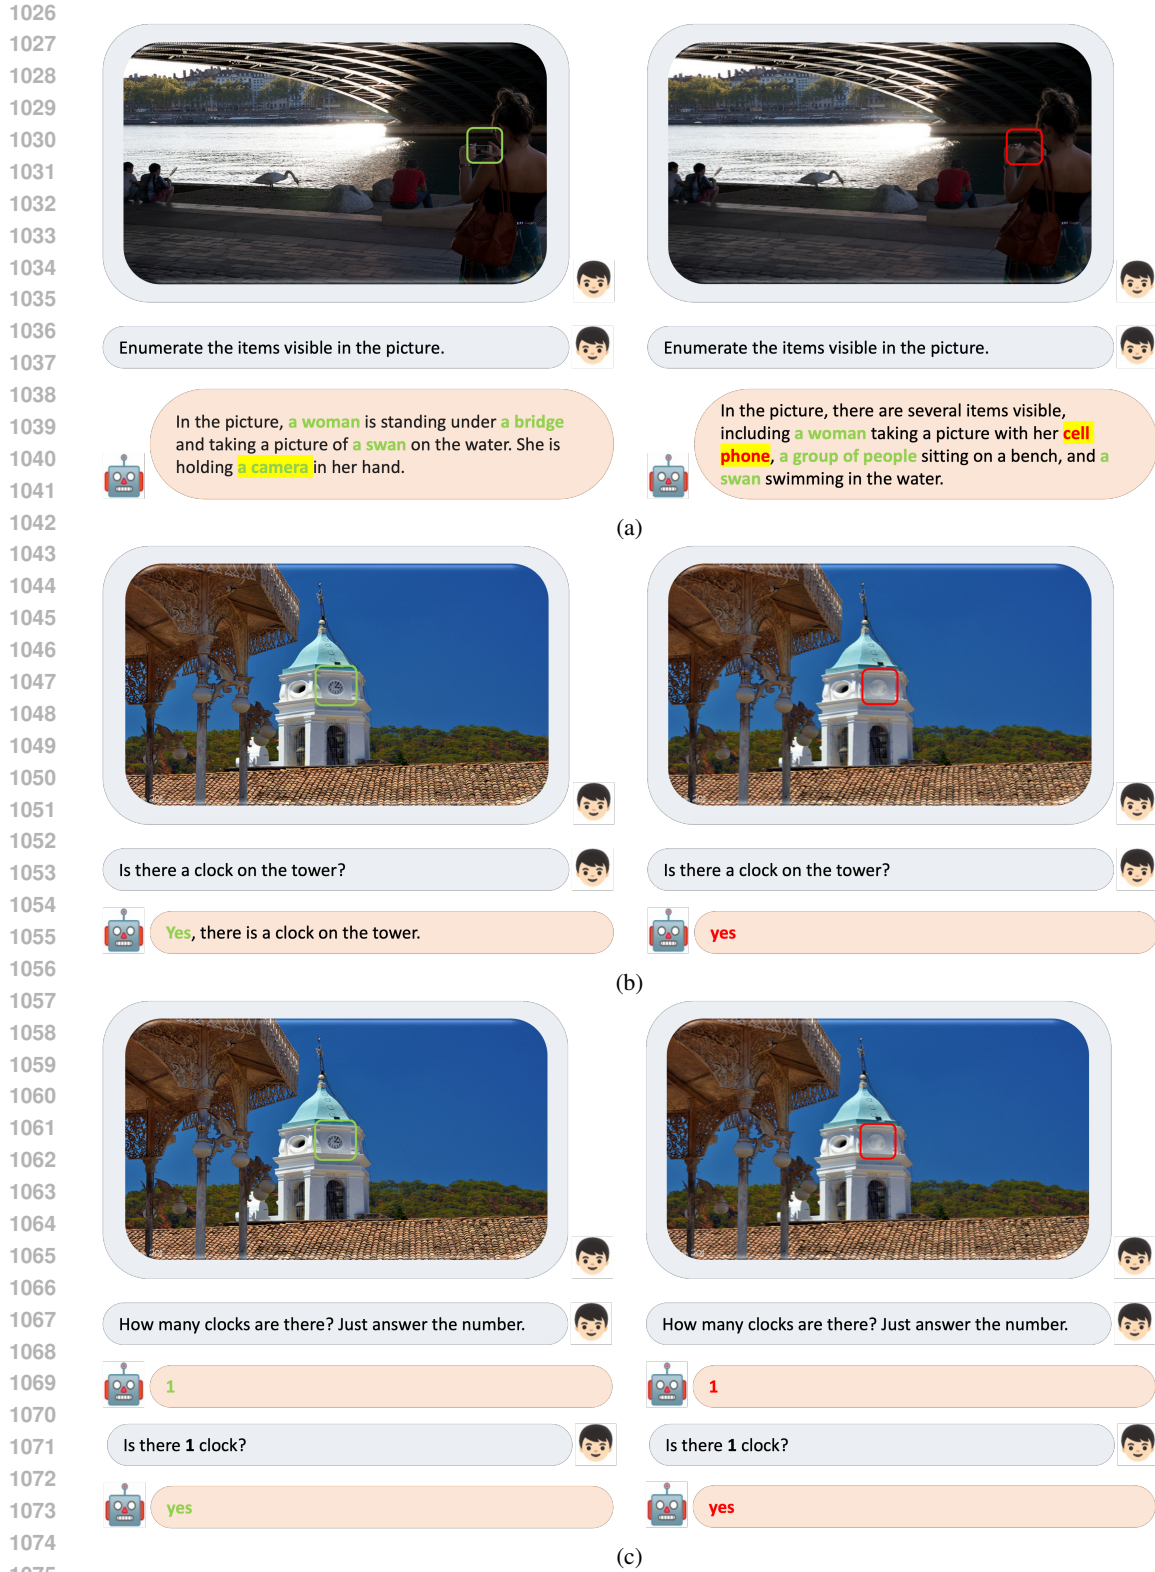 1026
1027
1028
1029
1030
1031
1032
1033
1034
1035
1036
1037
1038
1039
1040
1041
1042
1043
1044
1045
1046
1047
1048
1049
1050
1051
1052
1053
1054
1055
1056
1057
1058
1059
1060
1061
1062
1063
1064
1065
1066
1067
1068
1069
1070
1071
1072
1073
1074
Enumerate the items visible in the picture.
In the picture, a woman is standing under a bridge
and taking a picture of a swan on the water. She is
holding a camera in her hand.
Enumerate the items visible in the picture.
In the picture, there are several items visible,
including a woman taking a picture with her cell
phone, a group of people sitting on a bench, and a
swan swimming in the water.
(a)
Is there a clock on the tower?
Yes, there is a clock on the tower.
Is there a clock on the tower?
yes
(b)
How many clocks are there? Just answer the number.
1
Is there 1 clock?
yes
How many clocks are there? Just answer the number.
1
Is there 1 clock?
yes
(c)